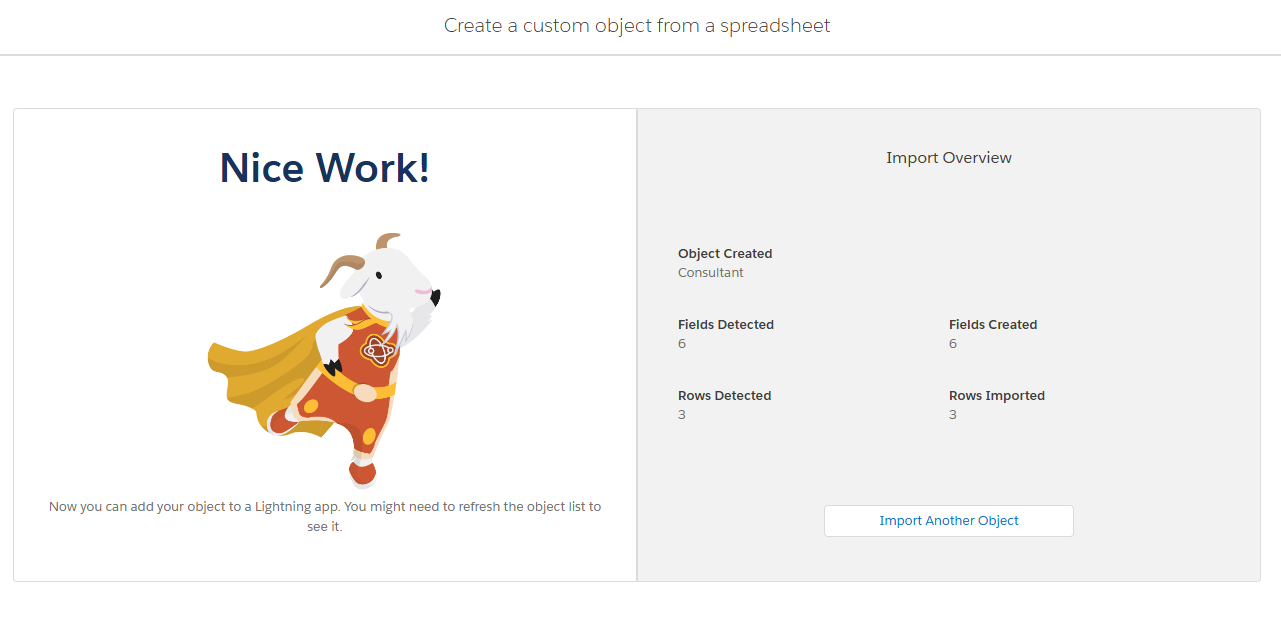 Create a custom object from a spreadsheet
Nice Work!
Now you can add your object to a Lightning app. You might need to refresh the object list to
see it.
Import Overview
Object Created
Consultant
Fields Detected
6
Fields Created
6
Rows Detected
3
Rows Imported
3
Import Another Object